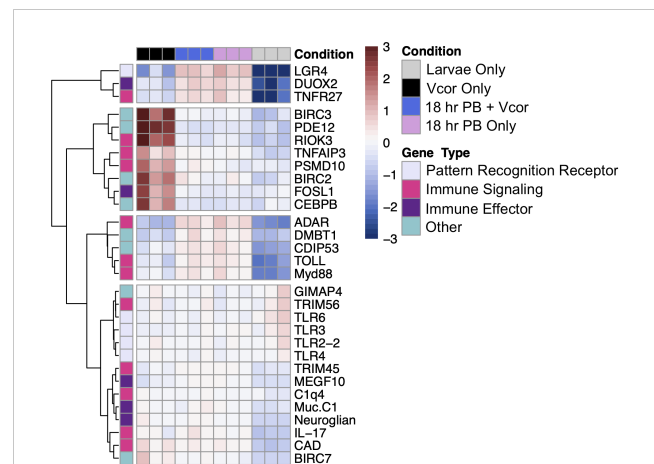 Condition
LGR4
DUOX2
TNFR27
BIRC3
PDE12
RIOK3
TNFAIP3
PSMD10
BIRC2
FOSL1
CEBPB
ADAR
DMBT1
CDIP53
TOLL
Myd88
GIMAP4
TRIM56
TLR6
TLR3
TLR2-2
TLR4
TRIM45
MEGF10
C1q4
Muc.C1
Neuroglian
IL-17
CAD
BIRC7
3
2
1
0
−1
−2
−3
Condition
Larvae Only
Vcor Only
18 hr PB + Vcor
18 hr PB Only
Gene Type
Pattern Recognition Receptor
Immune Signaling
Immune Effector
Other